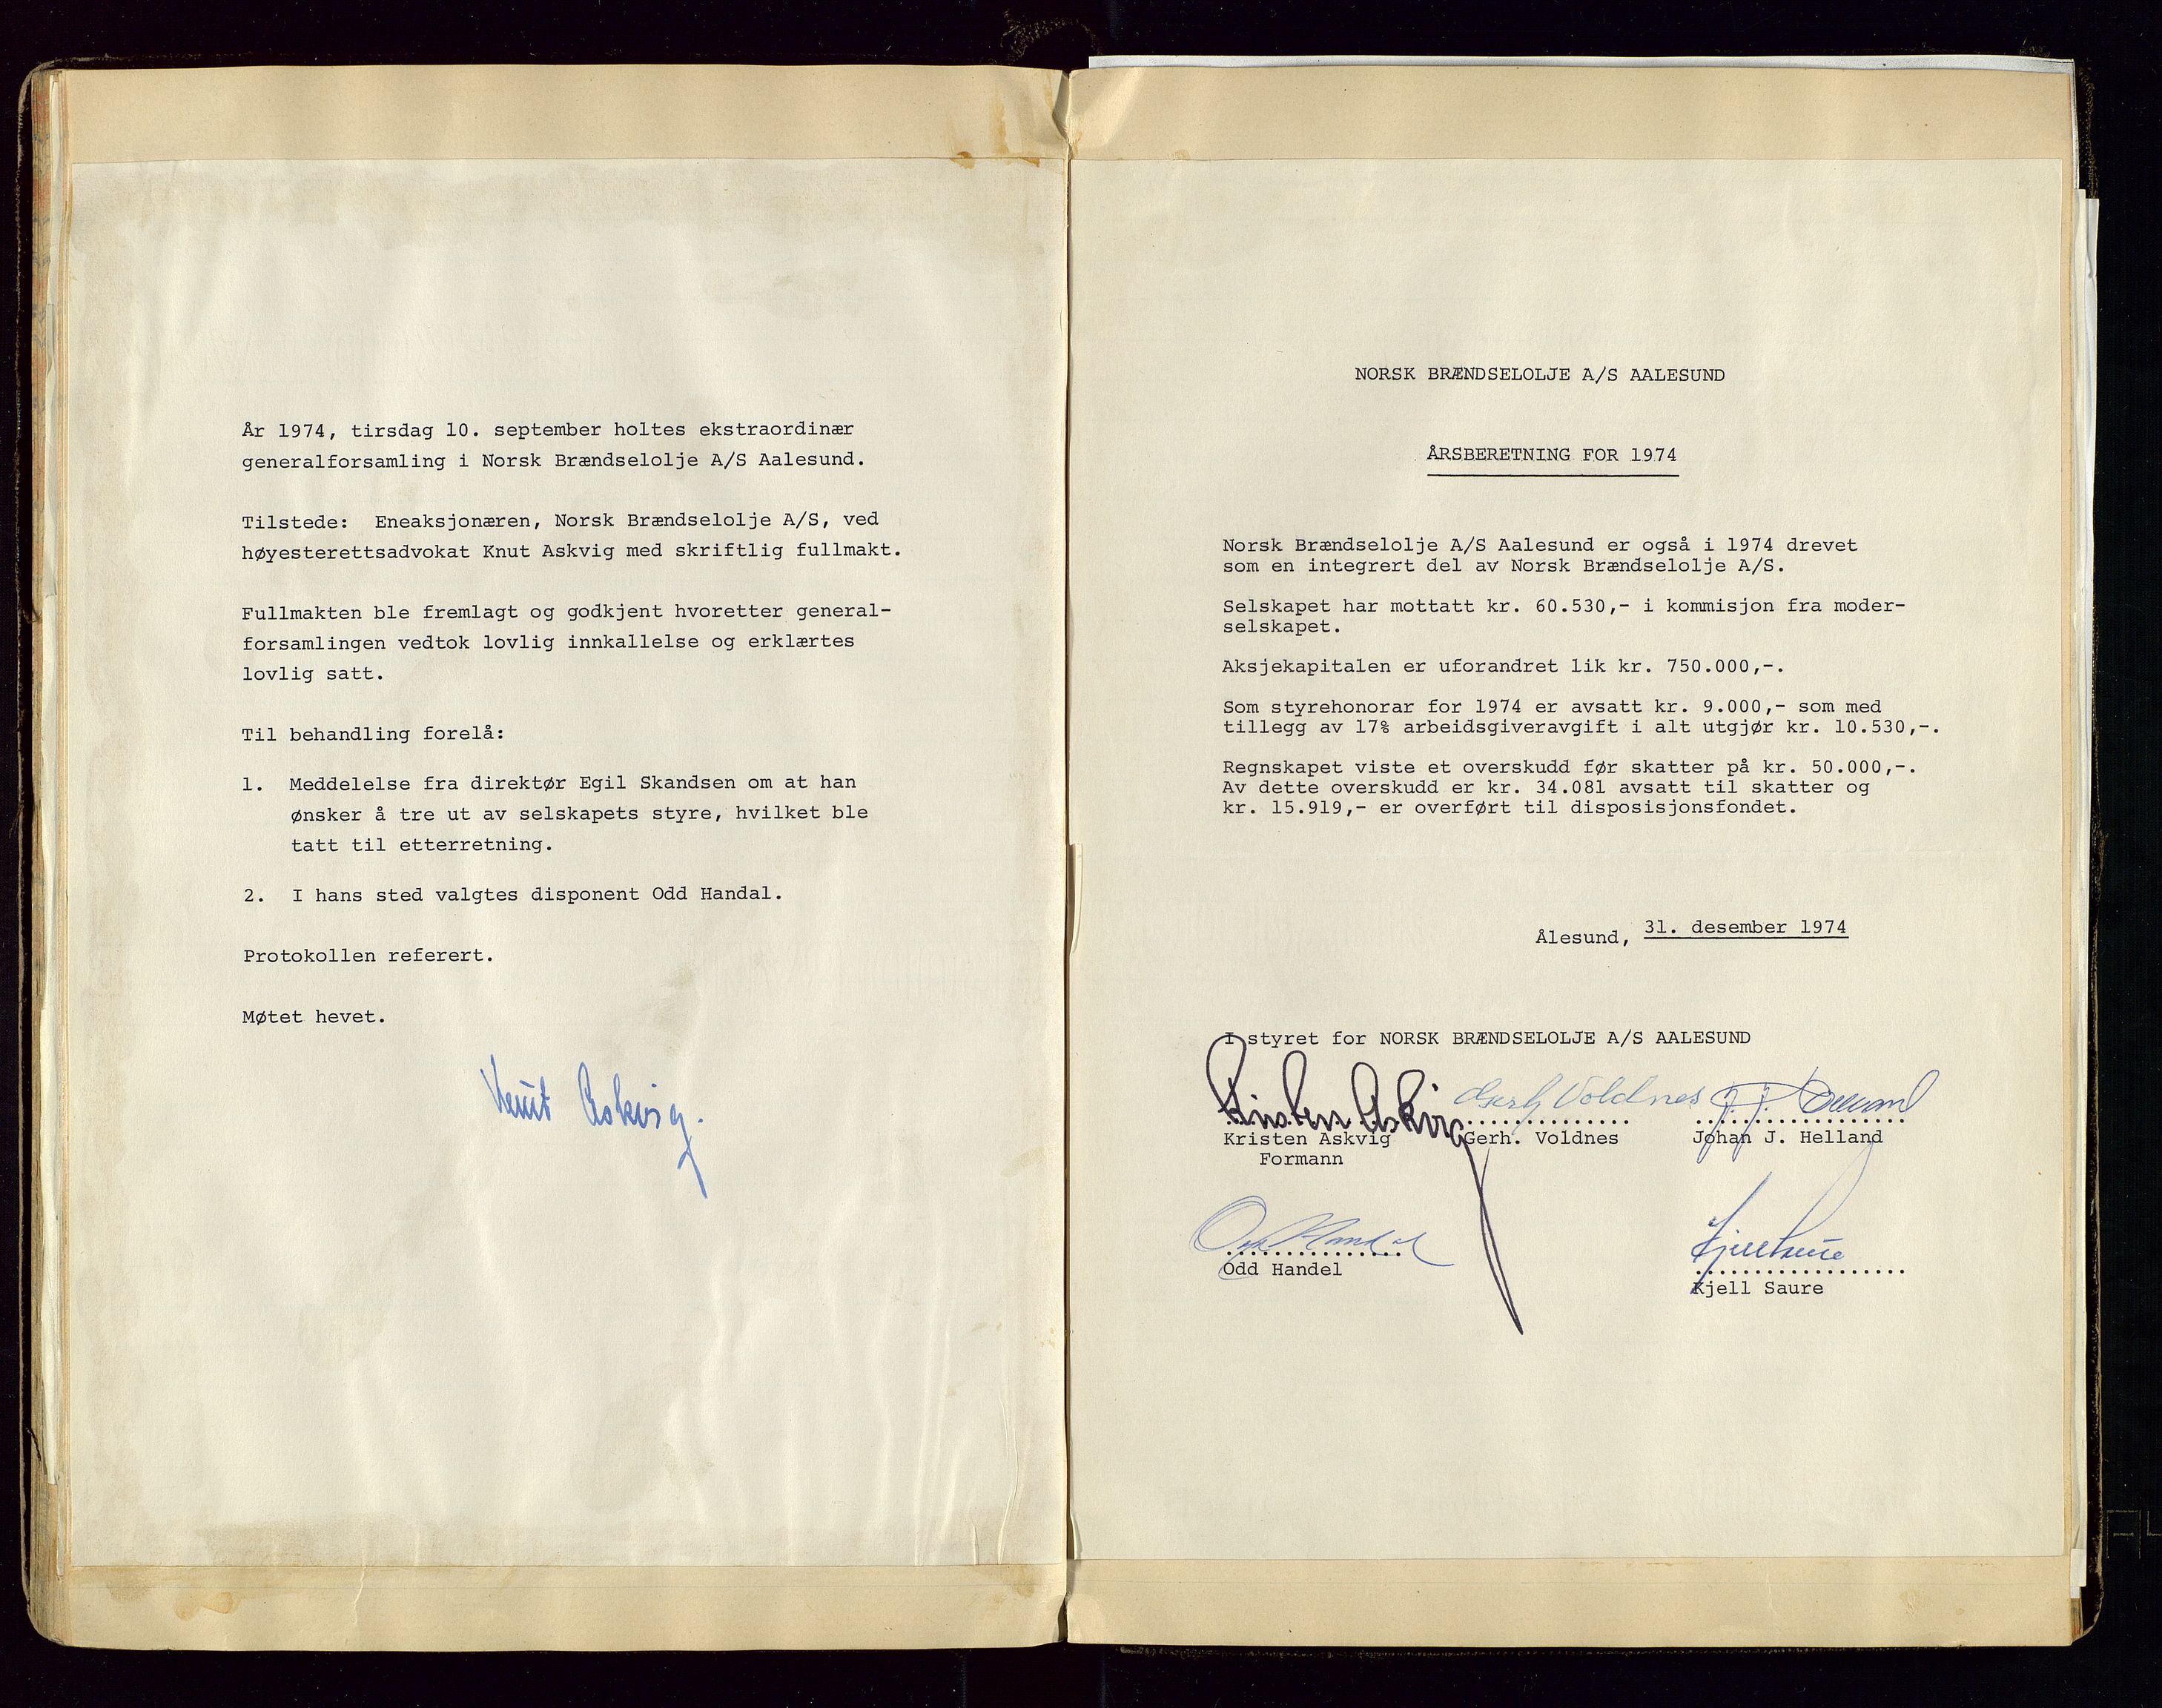 År 1974, tirsdag 10. september holtes ekstraordinær
generalforsamling i Norsk Brændselolje A/S Aalesund.
Tilstede: Eneaksjonæren, Norsk Brændselolje A/S, ved
høyesterettsadvokat Knut Askvig med skriftlig fullmakt.
Fullmakten ble fremlagt og godkjent hvoretter general-
forsamlingen vedtok lovlig innkallelse og erklærtes
lovlig satt.
Til behandling forelå:
1. Meddelelse fra direktør Egil Skandsen om at han
ønsker å tre ut av selskapets styre, hvilket ble
tatt til etterretning.
2. I hans sted valgtes disponent Odd Handal.
Protokollen referert.
Møtet hevet.
Knut Askvig.
NORSK BRÆNDSELOLJE A/S AALESUND
ÅRSBERETNING FOR 1974
Norsk Brændselolje A/S Aalesund er også i 1974 drevet
som en integrert del av Norsk Brændselolje A/S.
Selskapet har mottatt kr. 60.530,- i kommisjon fra moder-
selskapet.
Aksjekapitalen er uforandret lik kr. 750.000,-.
Som styrehonorar for 1974 er avsatt kr. 9.000,- som med
tillegg av 17% arbeidsgiveravgift i alt utgjør kr. 10.530,-.
Regnskapet viste et overskudd før skatter på kr. 50.000,-.
Av dette overskudd er kr. 34.081 avsatt til skatter og
kr. 15.919,- er overført til disposisjonsfondet.
Ålesund, 31. desember 1974
I styret for NORSK BRÆNDSELOLJE A/S AALESUND
Kristen Askvig Gerh Voldnes J. J. Helland
Kristen Askvig Gerh. Voldnes Johan J. Helland
Formann
Odd Handal Kjell Saure
Odd Handel
Kjell Saure